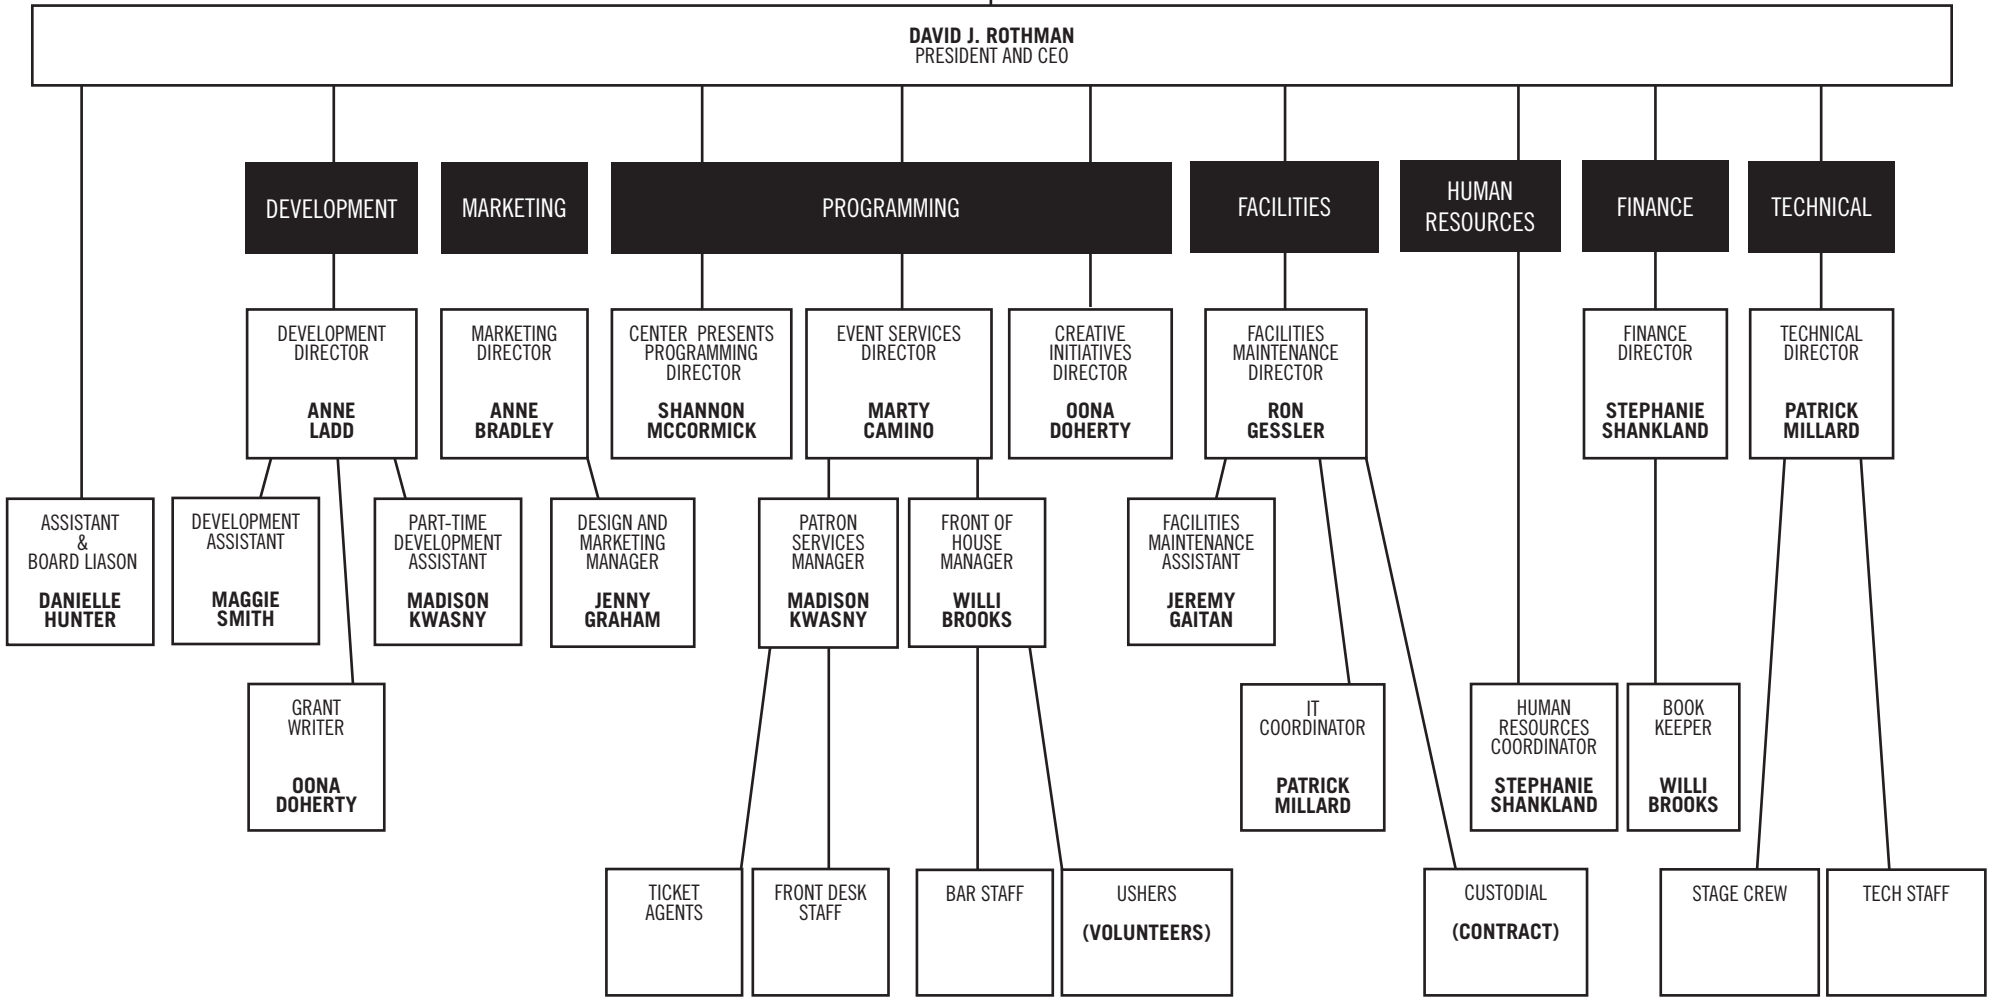 DAVID J. ROTHMAN
PRESIDENT AND CEO
DEVELOPMENT
MARKETING
PROGRAMMING
FACILITIES
HUMAN
RESOURCES
FINANCE
TECHNICAL
DEVELOPMENT
DIRECTOR
ANNE
LADD
MARKETING
DIRECTOR
ANNE
BRADLEY
CENTER PRESENTS
PROGRAMMING
DIRECTOR
SHANNON
MCCORMICK
EVENT SERVICES
DIRECTOR
MARTY
CAMINO
CREATIVE
INITIATIVES
DIRECTOR
OONA
DOHERTY
FACILITIES
MAINTENANCE
DIRECTOR
RON
GESSLER
FINANCE
DIRECTOR
STEPHANIE
SHANKLAND
TECHNICAL
DIRECTOR
PATRICK
MILLARD
ASSISTANT
&
BOARD LIASON
DANIELLE
HUNTER
DEVELOPMENT
ASSISTANT
MAGGIE
SMITH
PART-TIME
DEVELOPMENT
ASSISTANT
MADISON
KWASNY
DESIGN AND
MARKETING
MANAGER
JENNY
GRAHAM
PATRON
SERVICES
MANAGER
MADISON
KWASNY
FRONT OF
HOUSE
MANAGER
WILLI
BROOKS
FACILITIES
MAINTENANCE
ASSISTANT
JEREMY
GAITAN
GRANT
WRITER
OONA
DOHERTY
IT
COORDINATOR
PATRICK
MILLARD
HUMAN
RESOURCES
COORDINATOR
STEPHANIE
SHANKLAND
BOOK
KEEPER
WILLI
BROOKS
TICKET
AGENTS
FRONT DESK
STAFF
BAR STAFF
USHERS
(VOLUNTEERS)
CUSTODIAL
(CONTRACT)
STAGE CREW
TECH STAFF